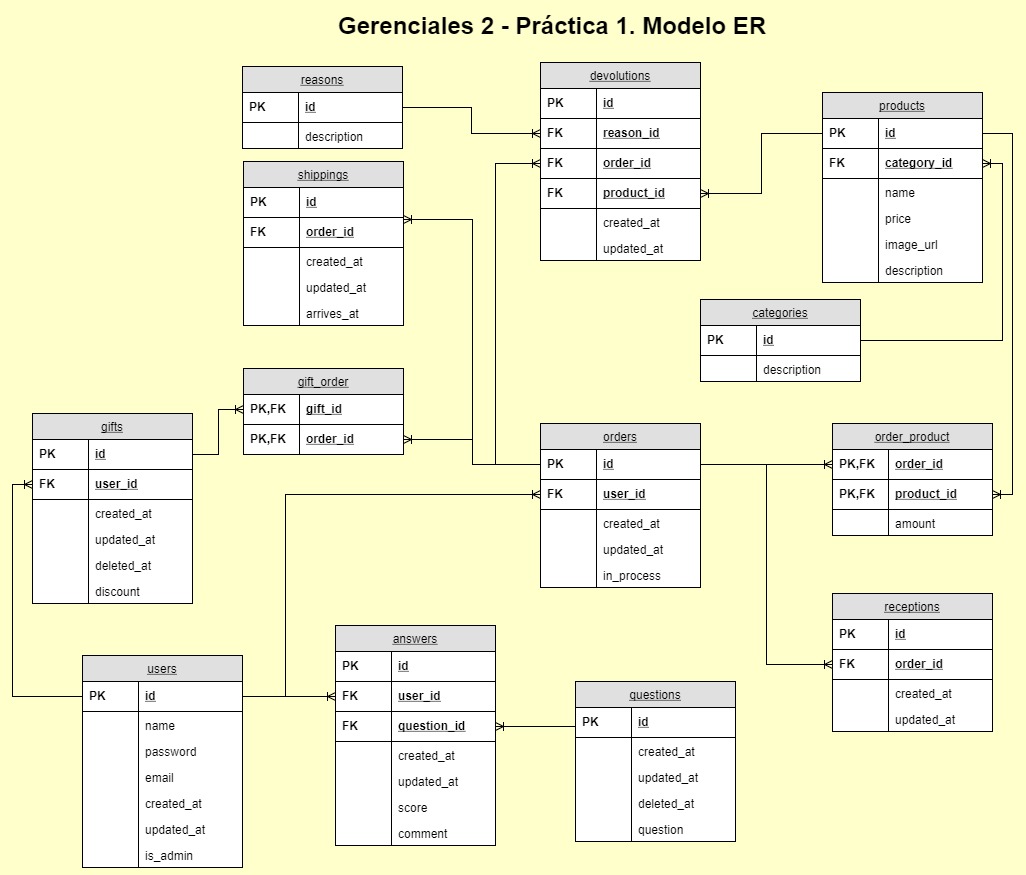 Gerenciales 2 - Práctica 1. Modelo ER
reasons
PK id
description
devolutions
PK id
FK reason_id
FK order_id
FK product_id
created_at
updated_at
products
PK id
FK category_id
name
price
image_url
description
shippings
PK id
FK order_id
created_at
updated_at
arrives_at
categories
PK id
description
gift_order
PK,FK gift_id
PK,FK order_id
gifts
PK id
FK user_id
created_at
updated_at
deleted_at
discount
orders
PK id
FK user_id
created_at
updated_at
in_process
order_product
PK,FK order_id
PK,FK product_id
amount
receptions
PK id
FK order_id
created_at
updated_at
users
PK id
name
password
email
created_at
updated_at
is_admin
answers
PK id
FK user_id
FK question_id
created_at
updated_at
score
comment
questions
PK id
created_at
updated_at
deleted_at
question